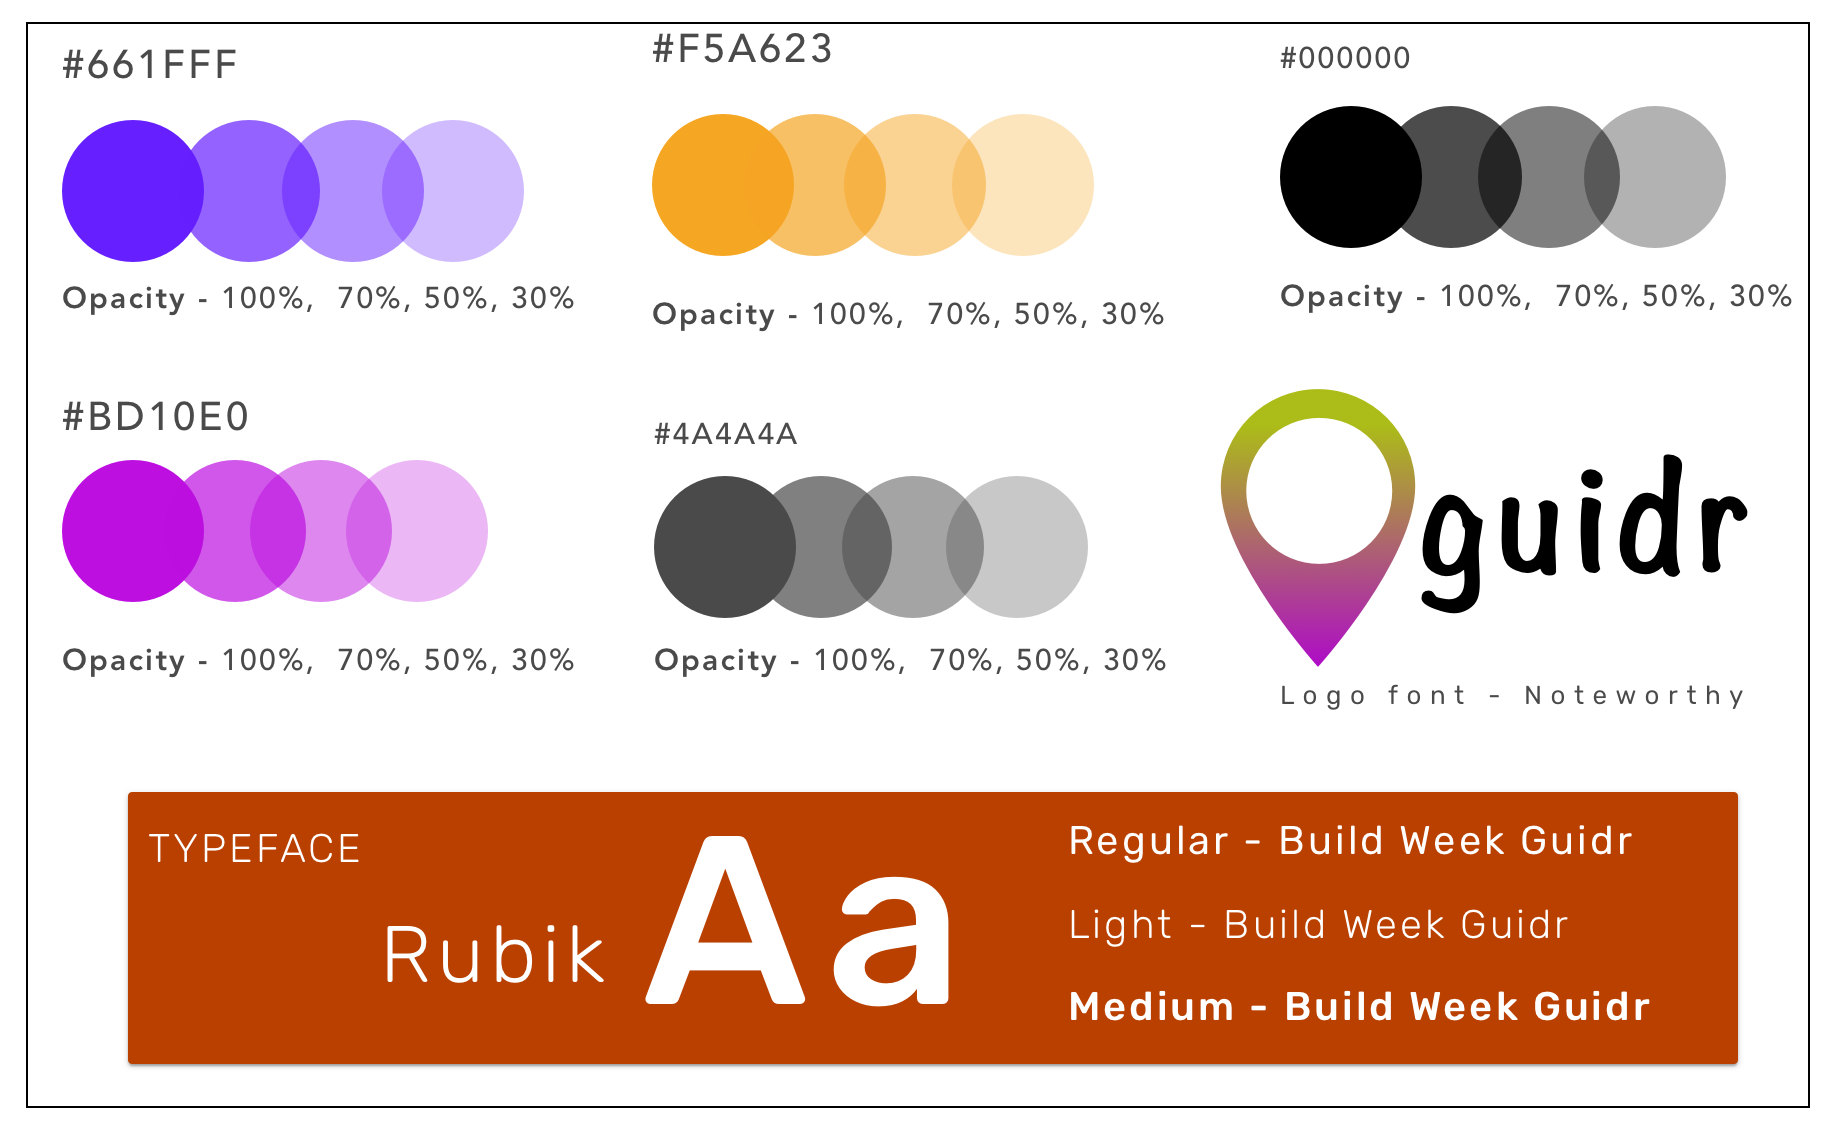 #661FFF
Opacity - 100%, 70%, 50%, 30%
#F5A623
Opacity - 100%, 70%, 50%, 30%
#000000
Opacity - 100%, 70%, 50%, 30%
#BD10E0
Opacity - 100%, 70%, 50%, 30%
#4A4A4A
Opacity - 100%, 70%, 50%, 30%
guidr
Logo font - Noteworthy
TYPEFACE
Rubik
Aa
Regular - Build Week Guidr
Light - Build Week Guidr
Medium - Build Week Guidr